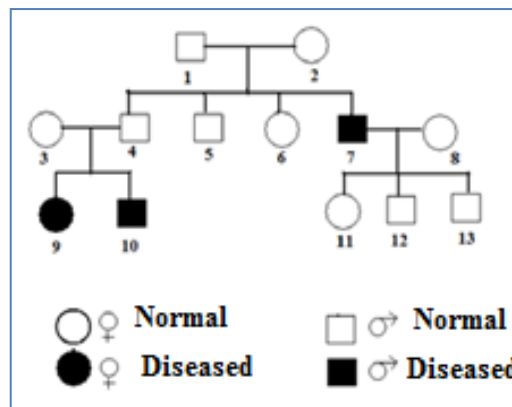 1 2
3 4 5 6 7 8
9 10 11 12 13
♀ Normal ♂ Normal
♀ Diseased ♂ Diseased